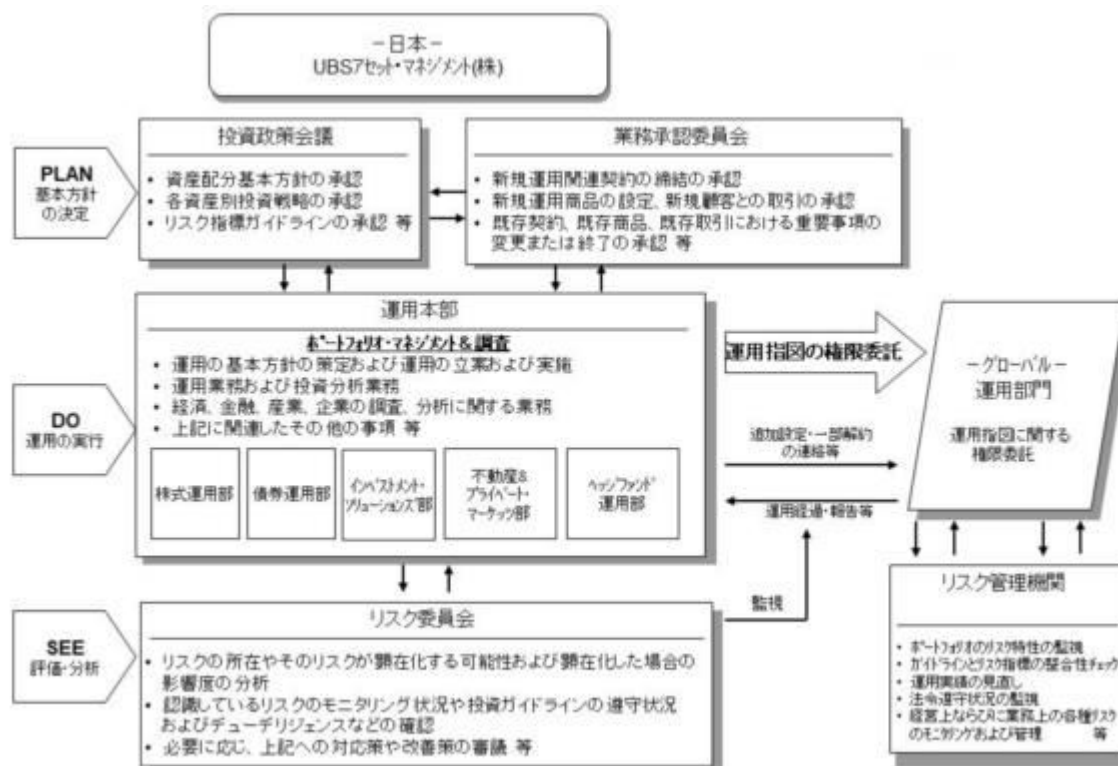 －日本－
UBSアセット・マネジメント(株)
投資政策会議
・ 資産配分基本方針の承認
・ 各資産別投資戦略の承認
・ リスク指標ガイドラインの承認 等
業務承認委員会
・ 新規運用関連契約の締結の承認
・ 新規運用商品の設定、新規顧客との取引の承認
・ 既存契約、既存商品、既存取引における重要事項の
変更または終了の承認 等
PLAN
基本方針
の決定
運用本部
ポートフォリオ・マネジメント＆調査
・ 運用の基本方針の策定および運用の立案および実施
・ 運用業務および投資分析業務
・ 経済、金融、産業、企業の調査、分析に関する業務
・ 上記に関連したその他の事項 等
DO
運用の実行
株式運用部
債券運用部
インベストメント・
ソリューションズ部
不動産＆
プライベート・
マーケッツ部
ヘッジファンド
運用部
運用指図の権限委託
追加設定・一部解約
の連絡等
運用経過・報告等
監視
－グローバル－
運用部門
運用指図に関する
権限委託
SEE
評価・分析
リスク委員会
・ リスクの所在やそのリスクが顕在化する可能性および顕在化した場合の
影響度の分析
・ 認識しているリスクのモニタリング状況や投資ガイドラインの遵守状況
およびデューデリジェンスなどの確認
・ 必要に応じ、上記への対応策や改善策の審議 等
リスク管理機関
・ ポートフォリオのリスク特性の監視
・ ガイドラインとリスク指標の整合性チェック
・ 運用実績の見直し
・ 法令遵守状況の監視
・ 経営上ならびに業務上の各種リスク
のモニタリングおよび管理 等